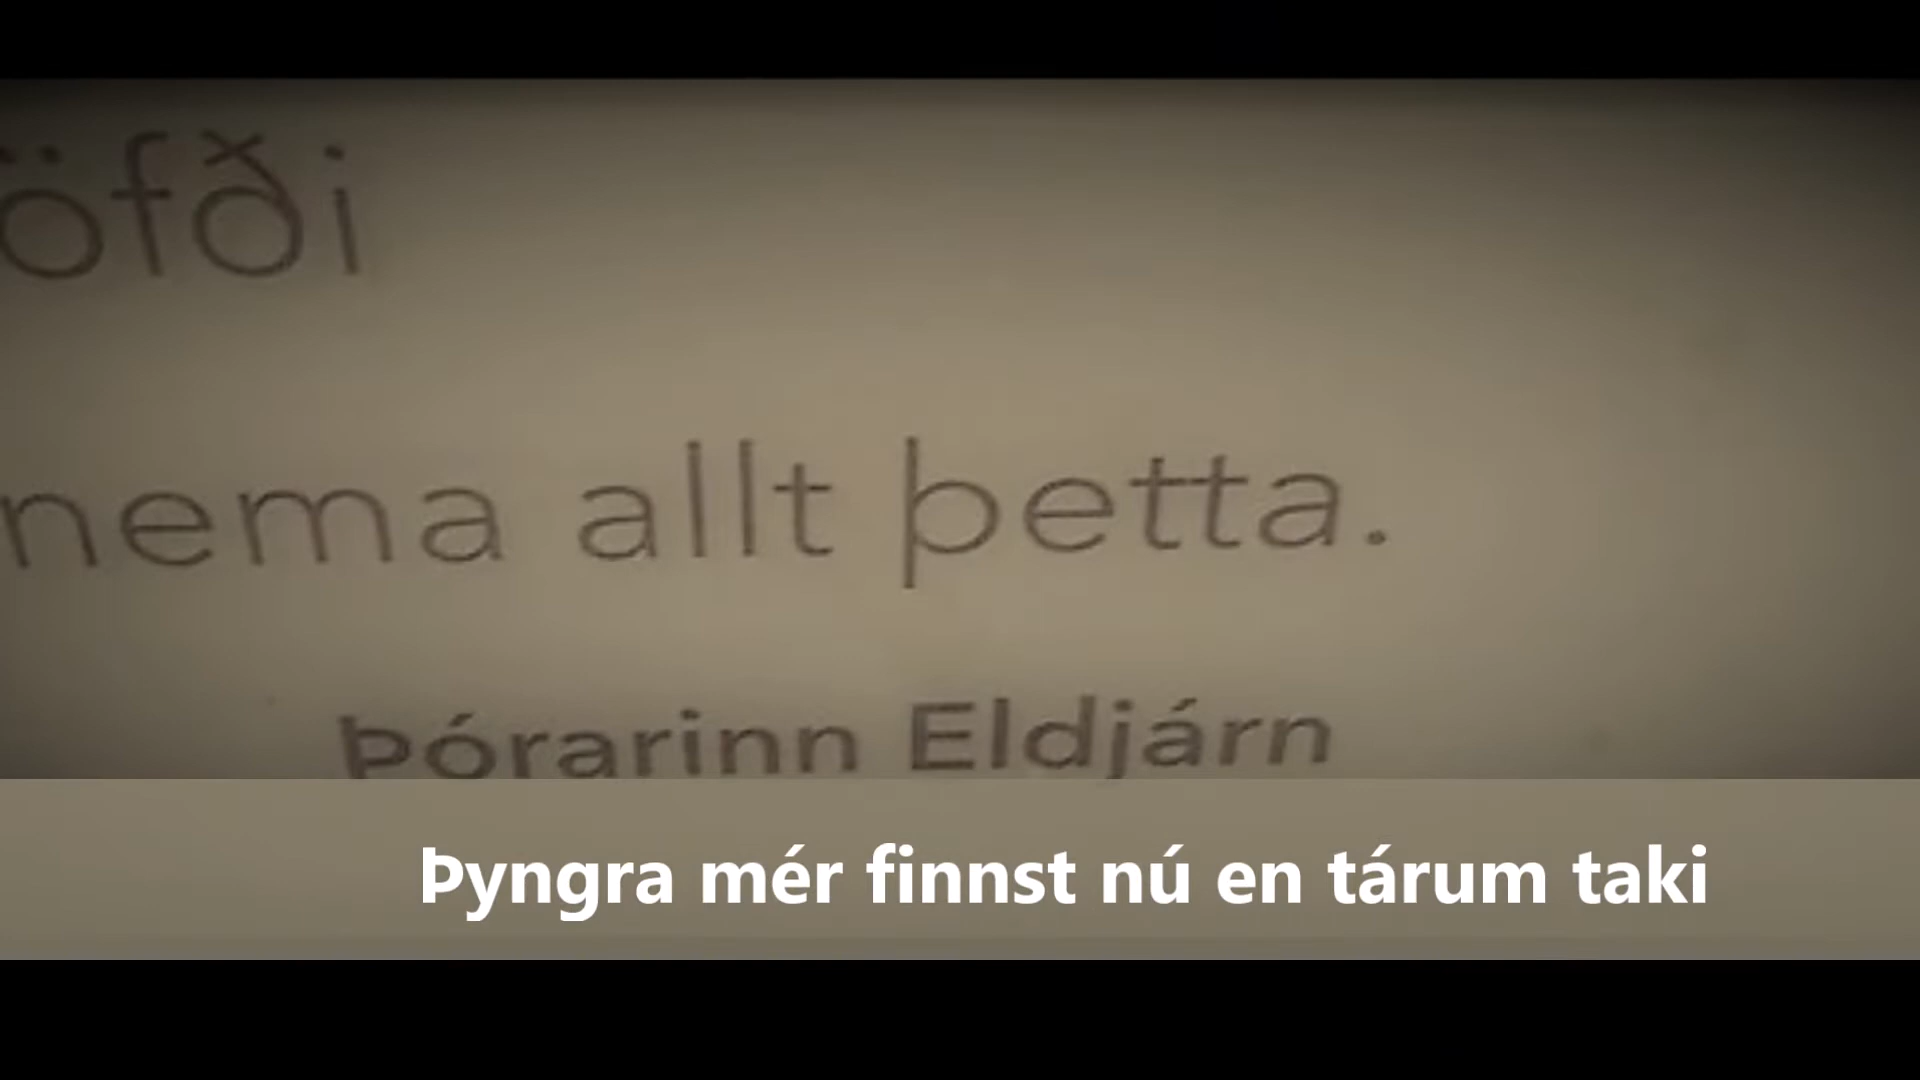 öfði
nema allt þetta.
Þórarinn Eldjárn
Þyngra mér finnst nú en tárum taki